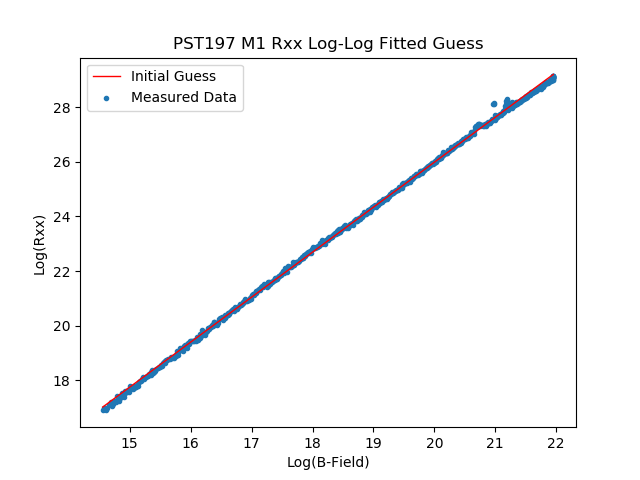 PST197 M1 Rxx Log-Log Fitted Guess
Initial Guess
Measured Data
28
26
24
22
20
18
Log(Rxx)
15 16 17 18 19 20 21 22
Log(B-Field)